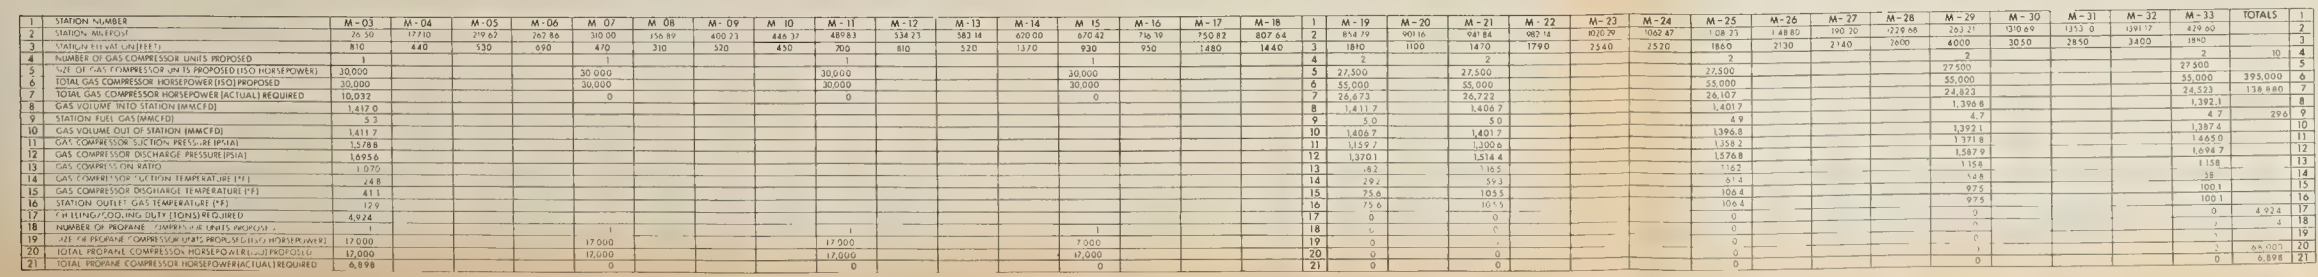 1 STATION NUMBER M-03 M-04 M-05 M-06 M 07 M 08 M-09 M 10 M-11 M-12 M-13 M-14 M 15 M-16 M-17 M-18 1 M-19 M-20 M-21 M-22 M-23 M-24 M-25 M-26 M-27 M-28 M-29 M-30 M-31 M-32 M-33 TOTALS 1
2 STATION MILEPOST 26 50 177 10 219 62 262 86 310 00 356 89 400 23 446 37 489 83 534 23 583 14 620 00 670 42 750 82 807 64 2 854 79 901 16 941 84 982 14 1020 29 1062 47 190 20 429 60 2
3 STATION ELEVATION (FEET) 810 440 530 690 470 310 520 450 700 810 520 1370 930 950 1480 1440 3 1810 1100 1470 1790 2540 2520 1860 2130 2140 2600 4000 3050 2850 3400 3
4 NUMBER OF GAS COMPRESSOR UNITS PROPOSED 1 1 1 1 4 2 2 2 2 2 10 4
5 SIZE OF GAS COMPRESSOR UNITS PROPOSED (ISO HORSEPOWER) 30,000 30 000 30,000 30,000 5 27,500 27,500 27,500 27 500 27 500 5
6 TOTAL GAS COMPRESSOR HORSEPOWER (ISO) PROPOSED 30,000 30,000 30,000 30,000 6 55,000 55,000 55,000 55,000 55,000 395,000 6
7 TOTAL GAS COMPRESSOR HORSEPOWER (ACTUAL) REQUIRED 10,032 0 0 0 7 26,673 26,722 26,107 24,823 24,523 138 880 7
8 GAS VOLUME INTO STATION (MMCFD) 1,417 0 8 1,411 7 1,406 7 1,401 7 1,396 8 1,392.1 8
9 STATION FUEL GAS (MMCFD) 5 3 9 5 0 5 0 4 9 4.7 4 7 29 6 9
10 GAS VOLUME OUT OF STATION (MMCFD) 1,411 7 10 1,406 7 1,401 7 1,396.8 1,392 1 1,387 4 10
11 GAS COMPRESSOR SUCTION PRESSURE (PSIA) 1,578 8 11 1,159 7 1,300 6 1,358 2 1 371 8 1 465 0 11
12 GAS COMPRESSOR DISCHARGE PRESSURE (PSIA) 1,695 6 12 1,370 1 1,514 4 1,576 8 1,587 9 1,694 7 12
13 GAS COMPRESSION RATIO 1 070 13 82 1 165 1162 1 158 1 158 13
14 GAS COMPRESSOR SUCTION TEMPERATURE (°F) 24 8 14 29 2 59 3 61 4 54 8 58 14
15 GAS COMPRESSOR DISCHARGE TEMPERATURE (°F) 41 1 15 75 6 105 5 106 4 97 5 100 1 15
16 STATION OUTLET GAS TEMPERATURE (°F) 12 9 16 75 6 105 5 106 4 97 5 100 1 16
17 CHILLING/COOLING DUTY (TONS) REQUIRED 4,924 17 0 0 0 0 0 4,924 17
18 NUMBER OF PROPANE COMPRESSOR UNITS PROPOSED 1 1 1 1 18 0 0 4 18
19 SIZE OF PROPANE COMPRESSOR UNITS PROPOSED (ISO HORSEPOWER) 17 000 17 000 17 000 7 000 19 0 0 19
20 TOTAL PROPANE COMPRESSOR HORSEPOWER (ISO) PROPOSED 17,000 17,000 17,000 17,000 20 0 0 0 20
21 TOTAL PROPANE COMPRESSOR HORSEPOWER (ACTUAL) REQUIRED 6,898 0 0 0 21 0 0 0 0 0 6,898 21